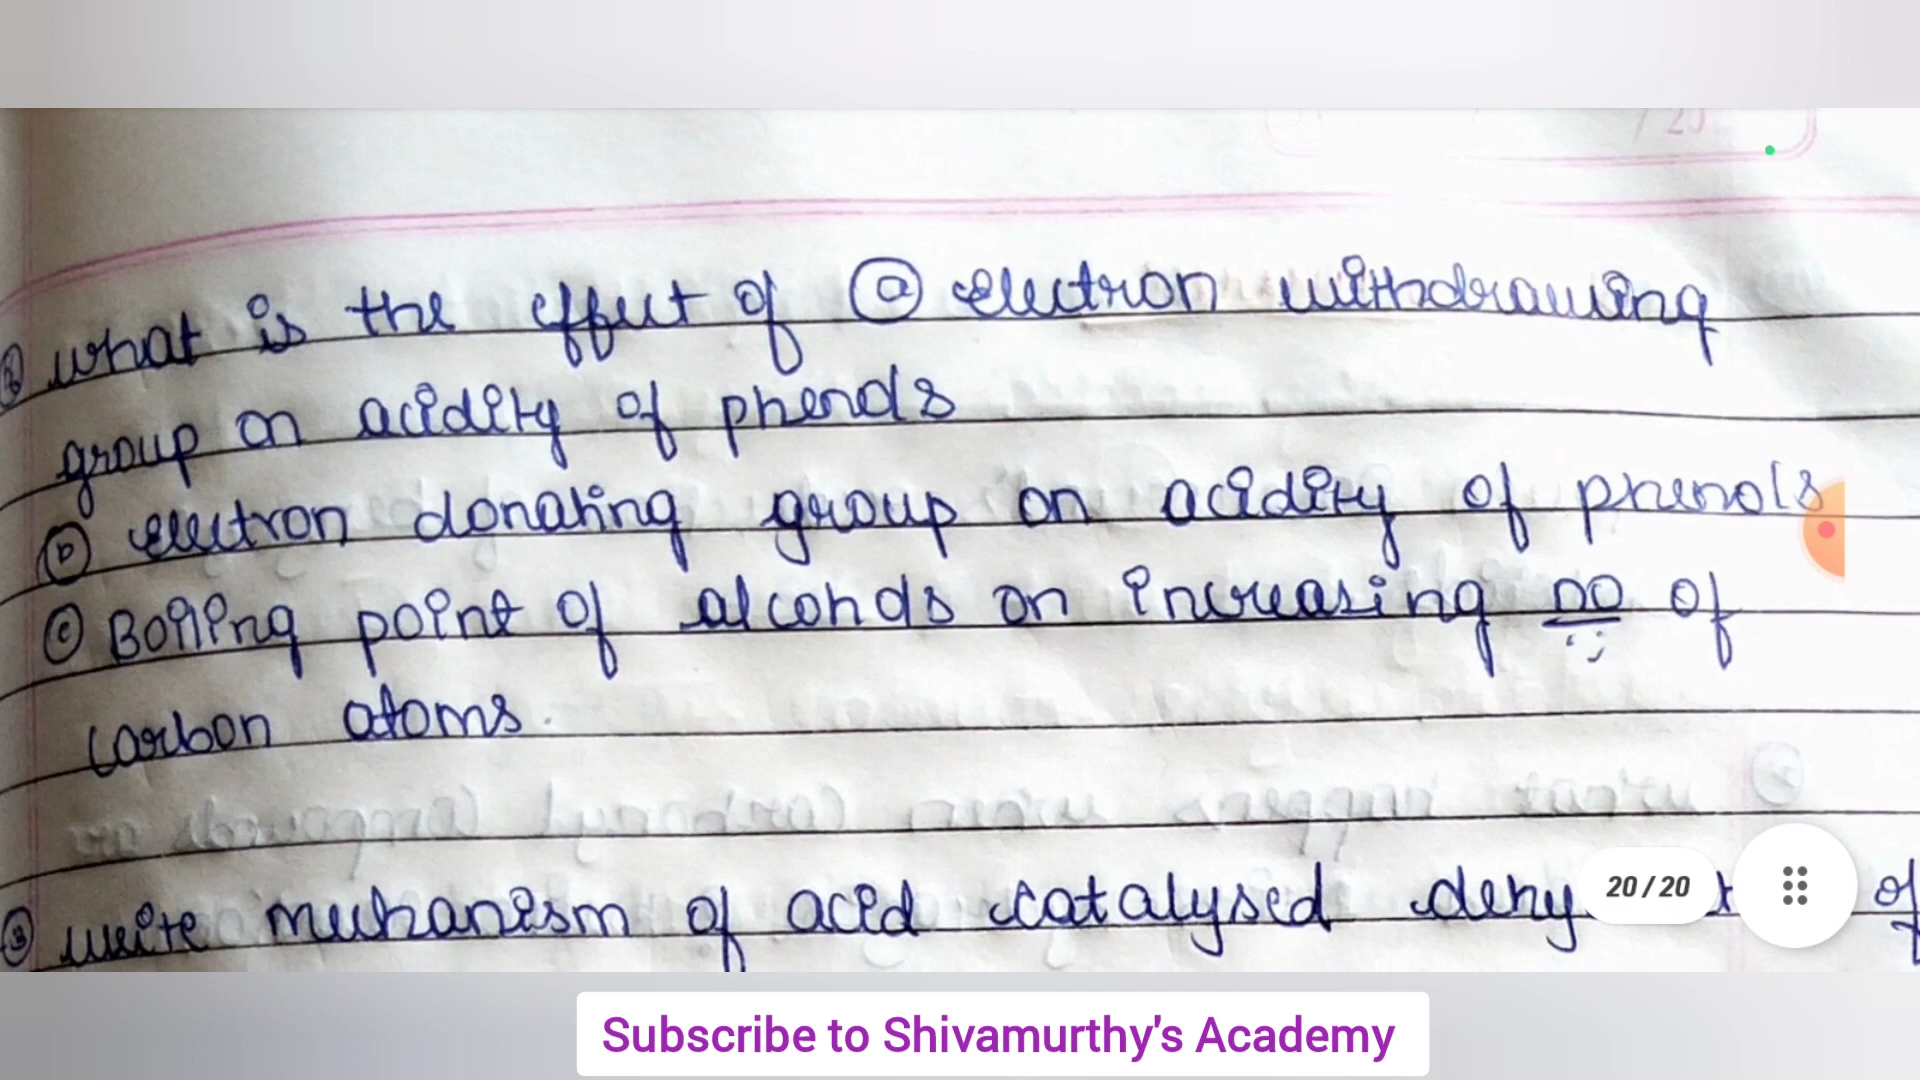 / 20
② what is the effect of ⓐ electron withdrawing
group on acidity of phenols
ⓑ electron donating group on acidity of phenols
ⓒ Boiling point of alcohols on increasing no of
carbon atoms.
③ write mechanism of acid catalysed of
20 / 20
Subscribe to Shivamurthy's Academy